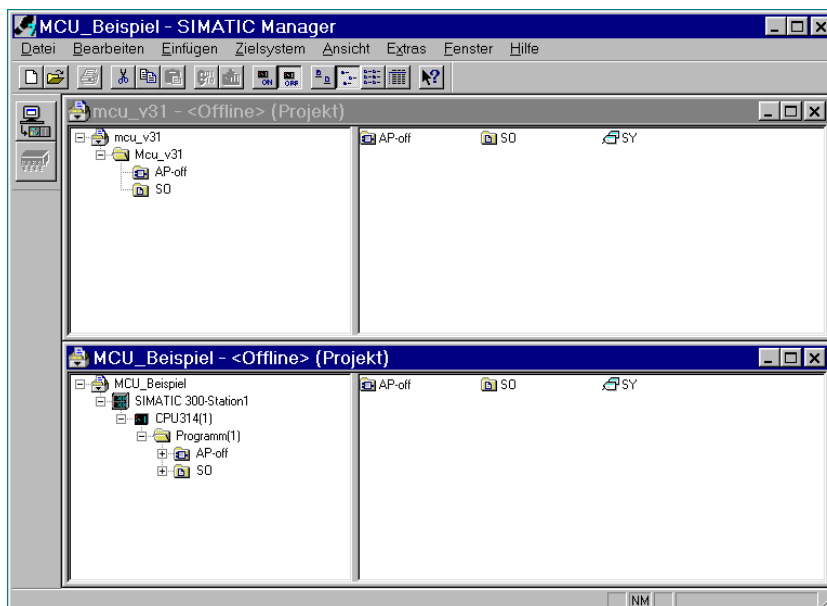 MCU_Beispiel - SIMATIC Manager
Datei Bearbeiten Einfügen Zielsystem Ansicht Extras Fenster Hilfe
ON OFF
mcu_v31 - <Offline> (Projekt)
mcu_v31
Mcu_v31
AP-off
SO
AP-off SO SY
MCU_Beispiel - <Offline> (Projekt)
MCU_Beispiel
SIMATIC 300-Station1
CPU314(1)
Programm(1)
AP-off
SO
AP-off SO SY
NM